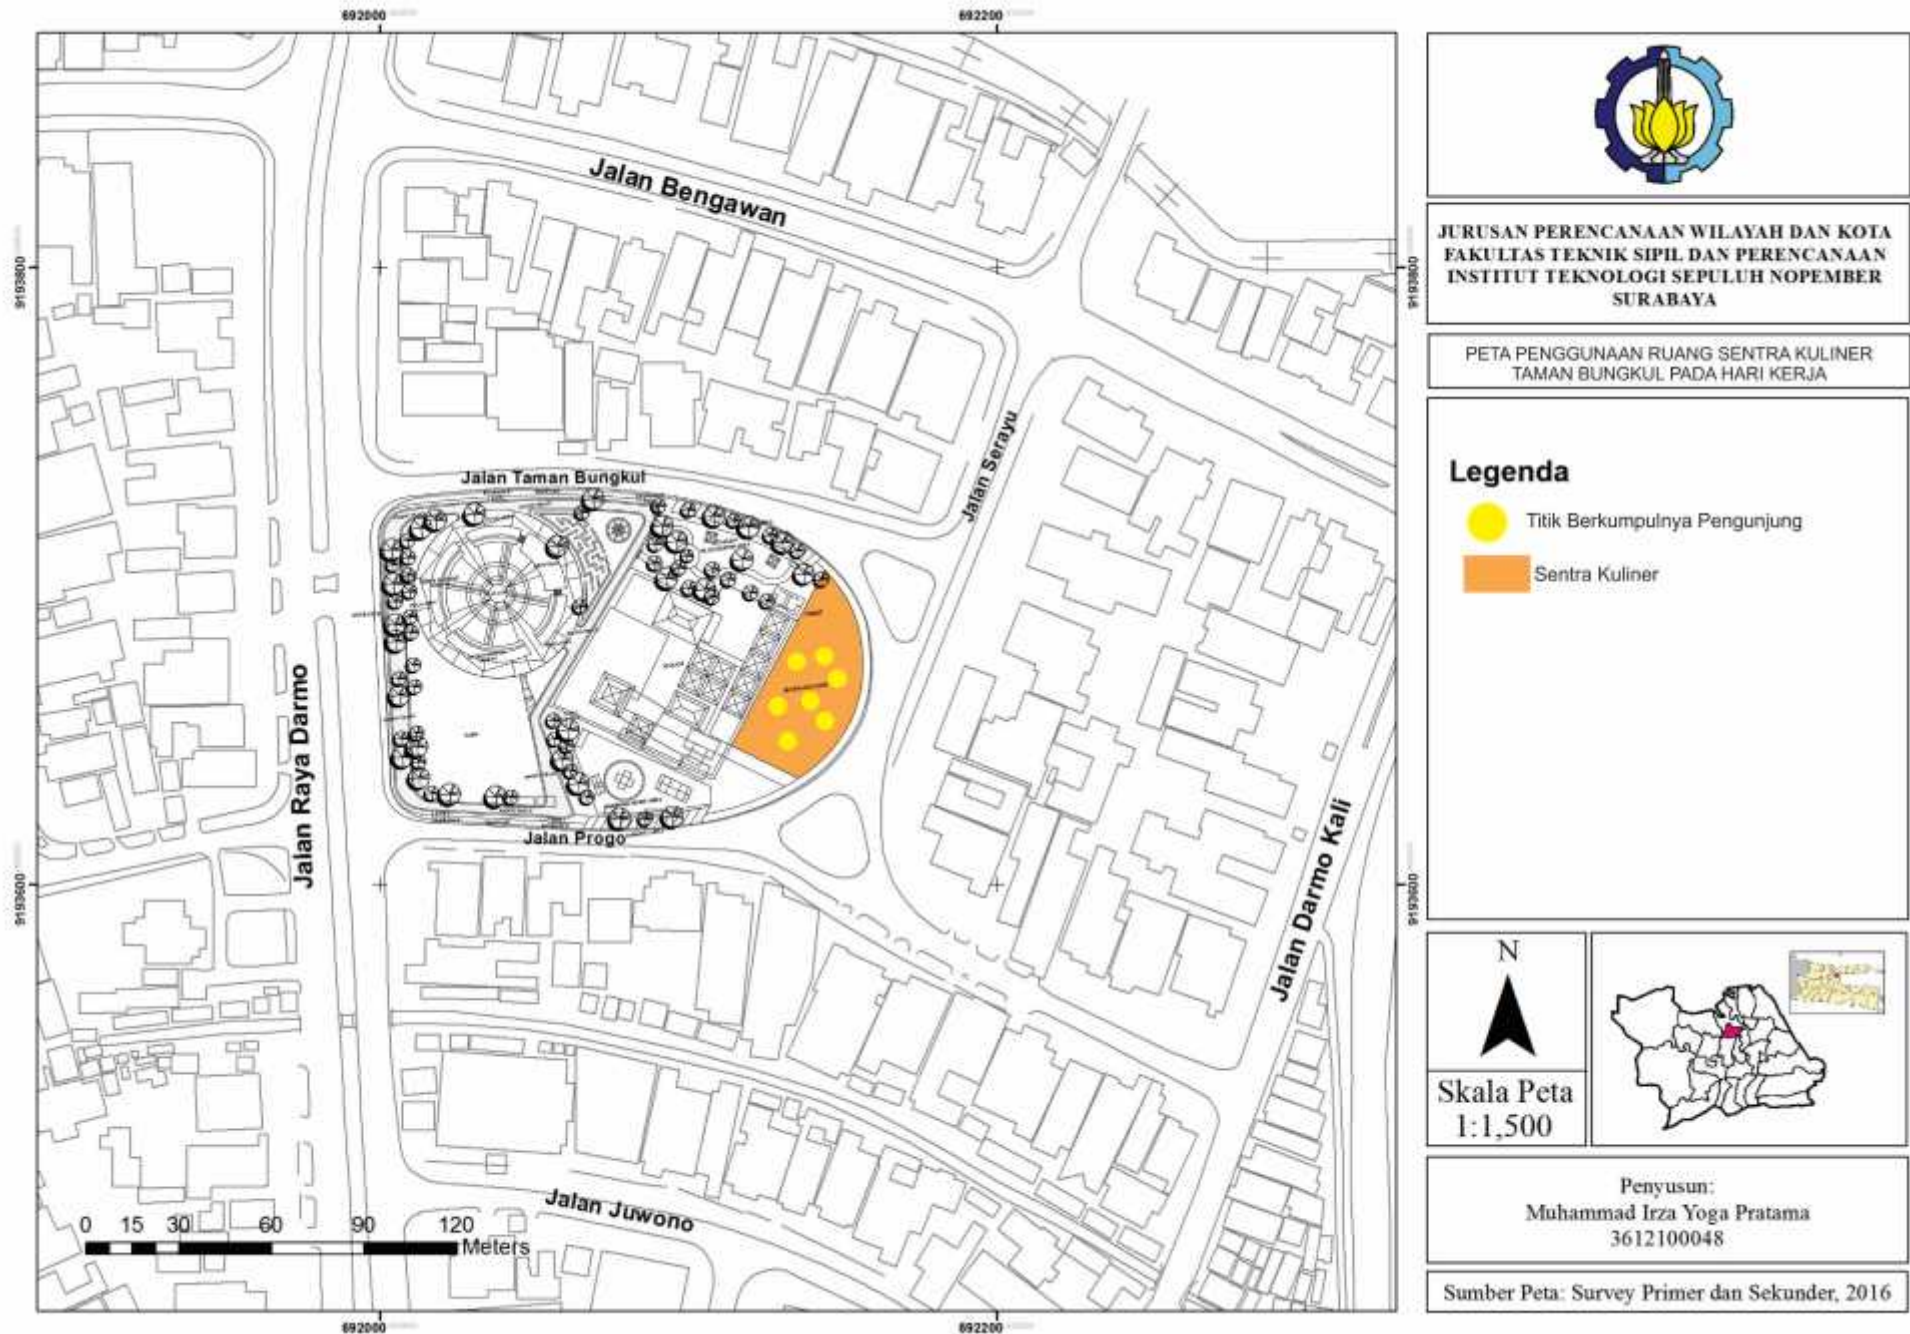 692000
692200
Jalan Bengawan
9193800
9193800
Jalan Serayu
Jalan Taman Bungkul
Jalan Raya Darmo
Jalan Progo
Jalan Darmo Kali
9193600
9193600
Jalan Juwono
0 15 30 60 90 120
Meters
692000
692200
JURUSAN PERENCANAAN WILAYAH DAN KOTA
FAKULTAS TEKNIK SIPIL DAN PERENCANAAN
INSTITUT TEKNOLOGI SEPULUH NOPEMBER
SURABAYA
PETA PENGGUNAAN RUANG SENTRA KULINER
TAMAN BUNGKUL PADA HARI KERJA
Legenda
Titik Berkumpulnya Pengunjung
Sentra Kuliner
N
Skala Peta
1:1,500
Penyusun:
Muhammad Irza Yoga Pratama
3612100048
Sumber Peta: Survey Primer dan Sekunder, 2016